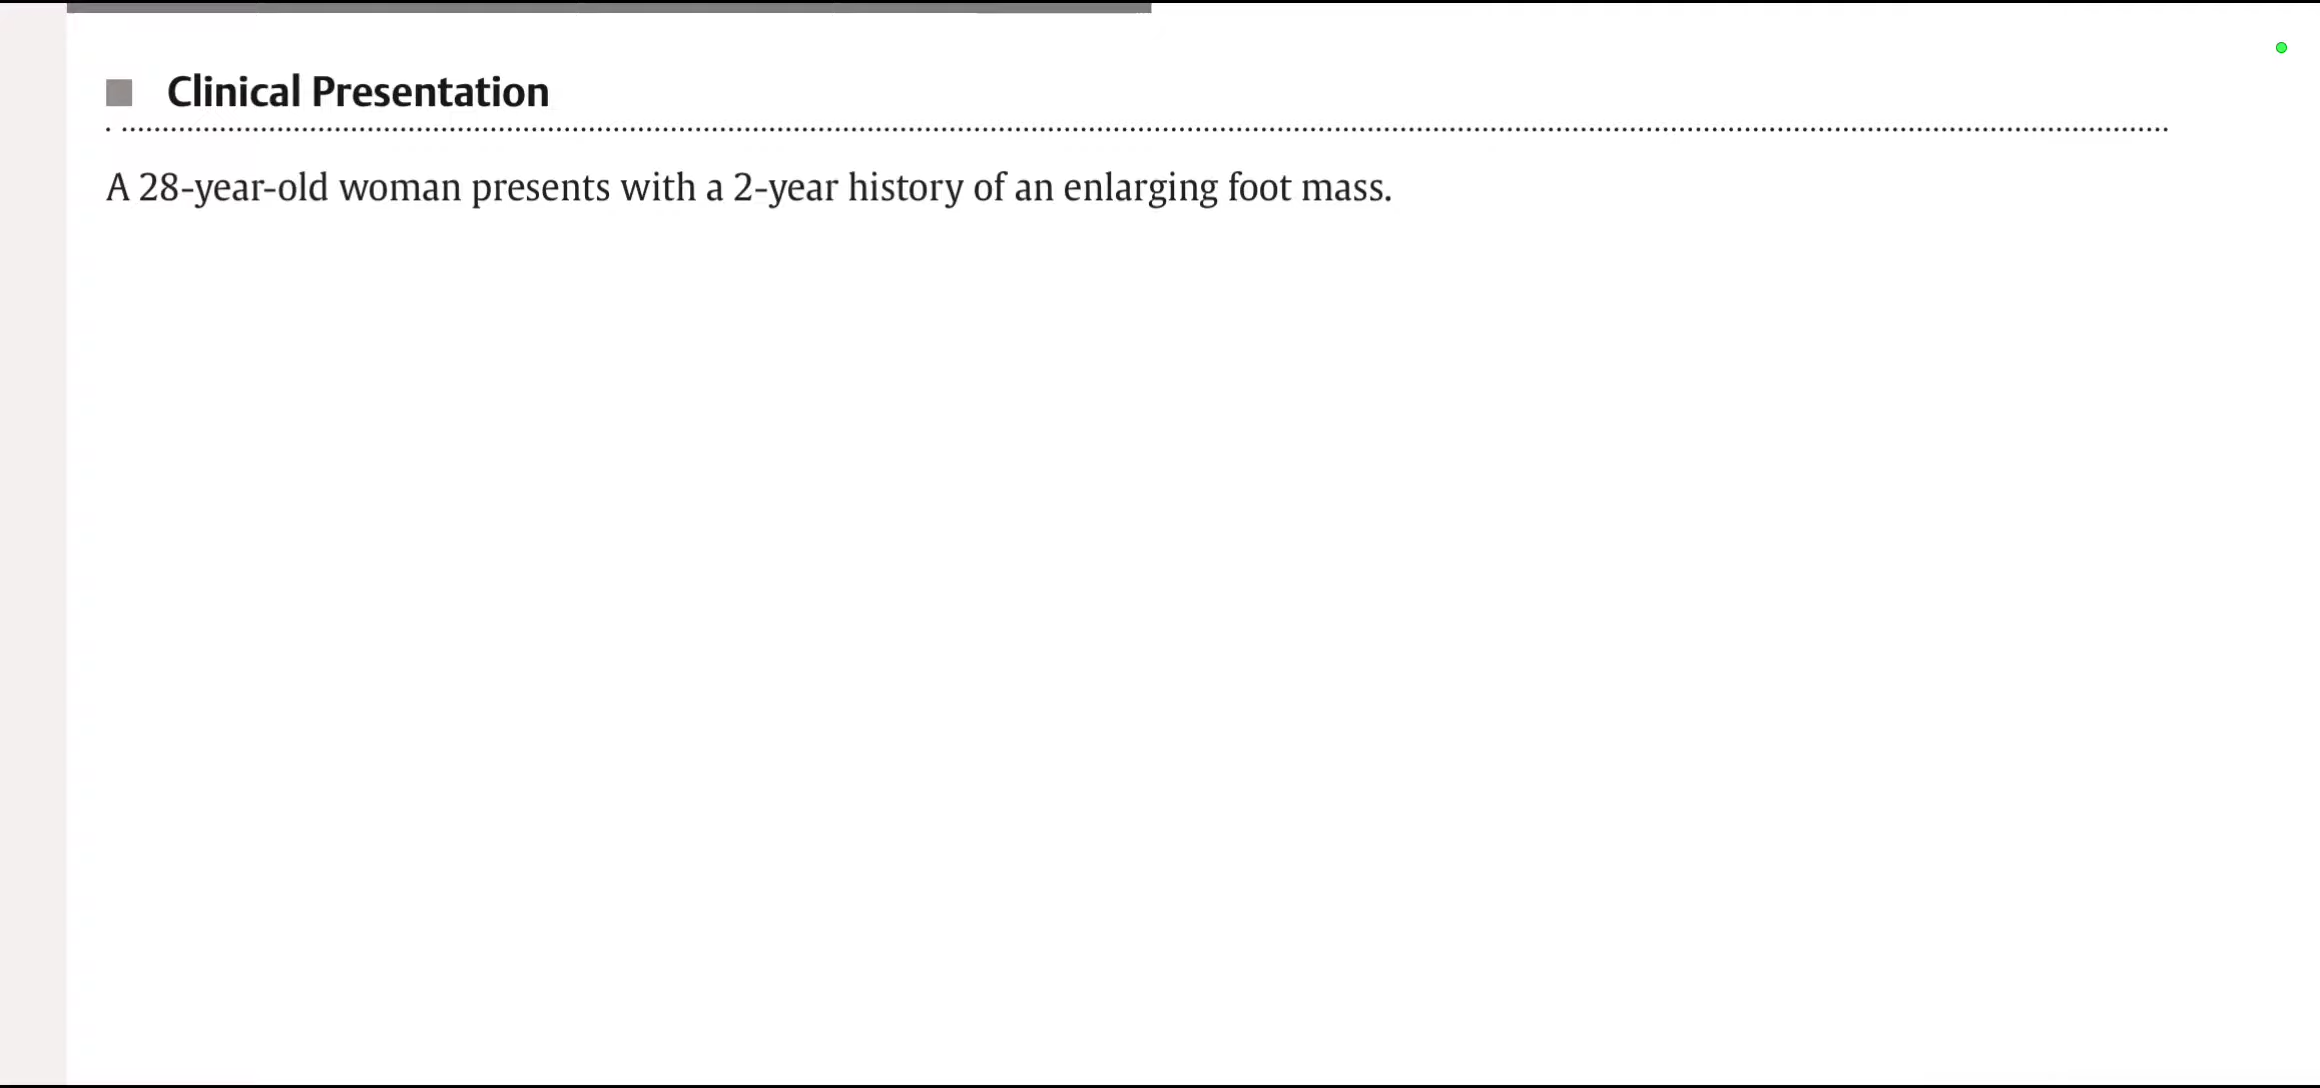 Clinical Presentation
A 28-year-old woman presents with a 2-year history of an enlarging foot mass.